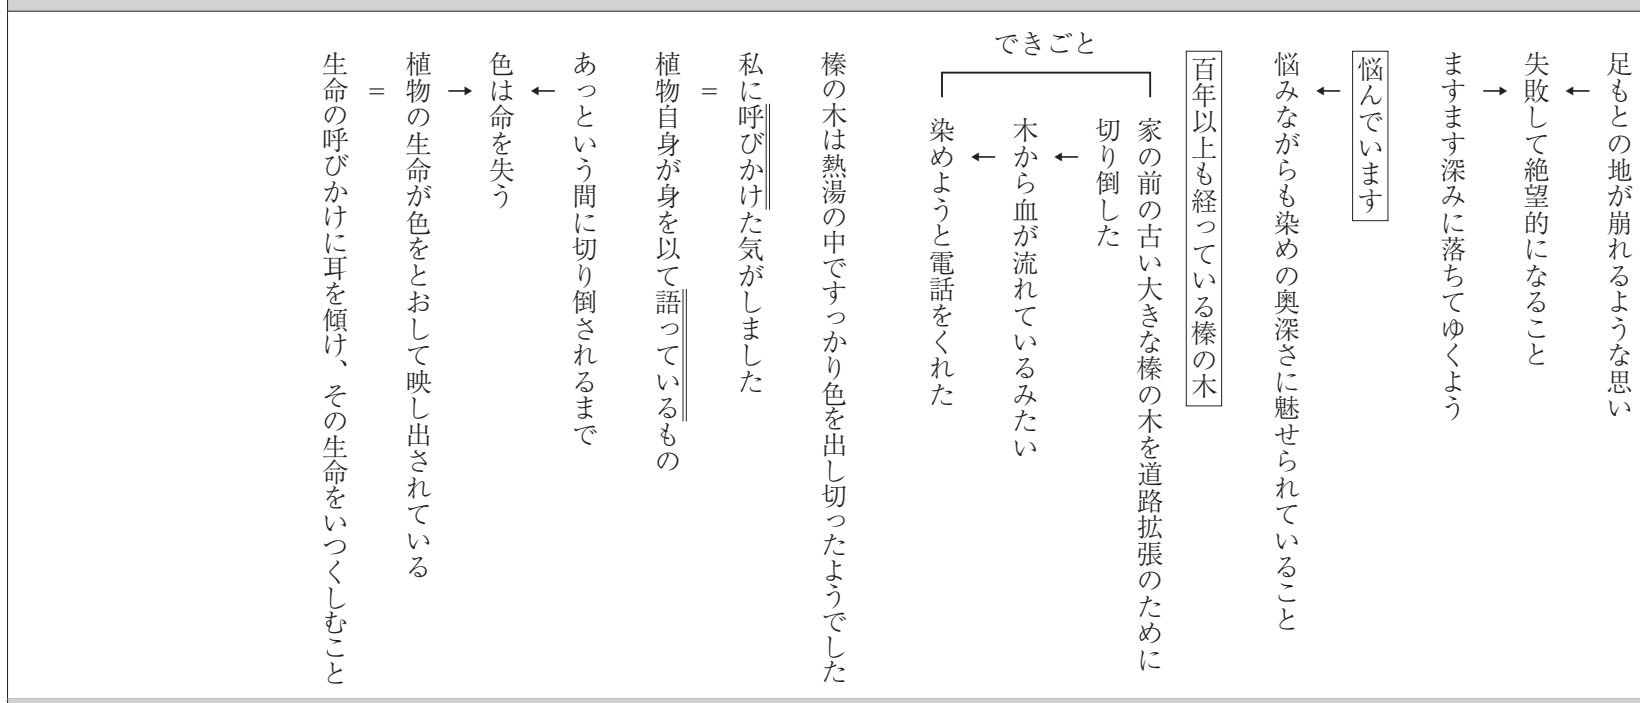 足もとの地が崩れるような思い
←
失敗して絶望的になること
→
ますます深みに落ちてゆくよう
悩んでいます
←
悩みながらも染めの奥深さに魅せられていること
百年以上も経っている榛の木
できごと
家の前の古い大きな榛の木を道路拡張のために
切り倒した
←
木から血が流れているみたい
←
染めようと電話をくれた
榛の木は熱湯の中ですっかり色を出し切ったようでした
私に呼びかけた気がしました
=
植物自身が身を以て語っているもの
あっという間に切り倒されるまで
←
色は命を失う
→
植物の生命が色をとおして映し出されている
=
生命の呼びかけに耳を傾け、その生命をいつくしむこと